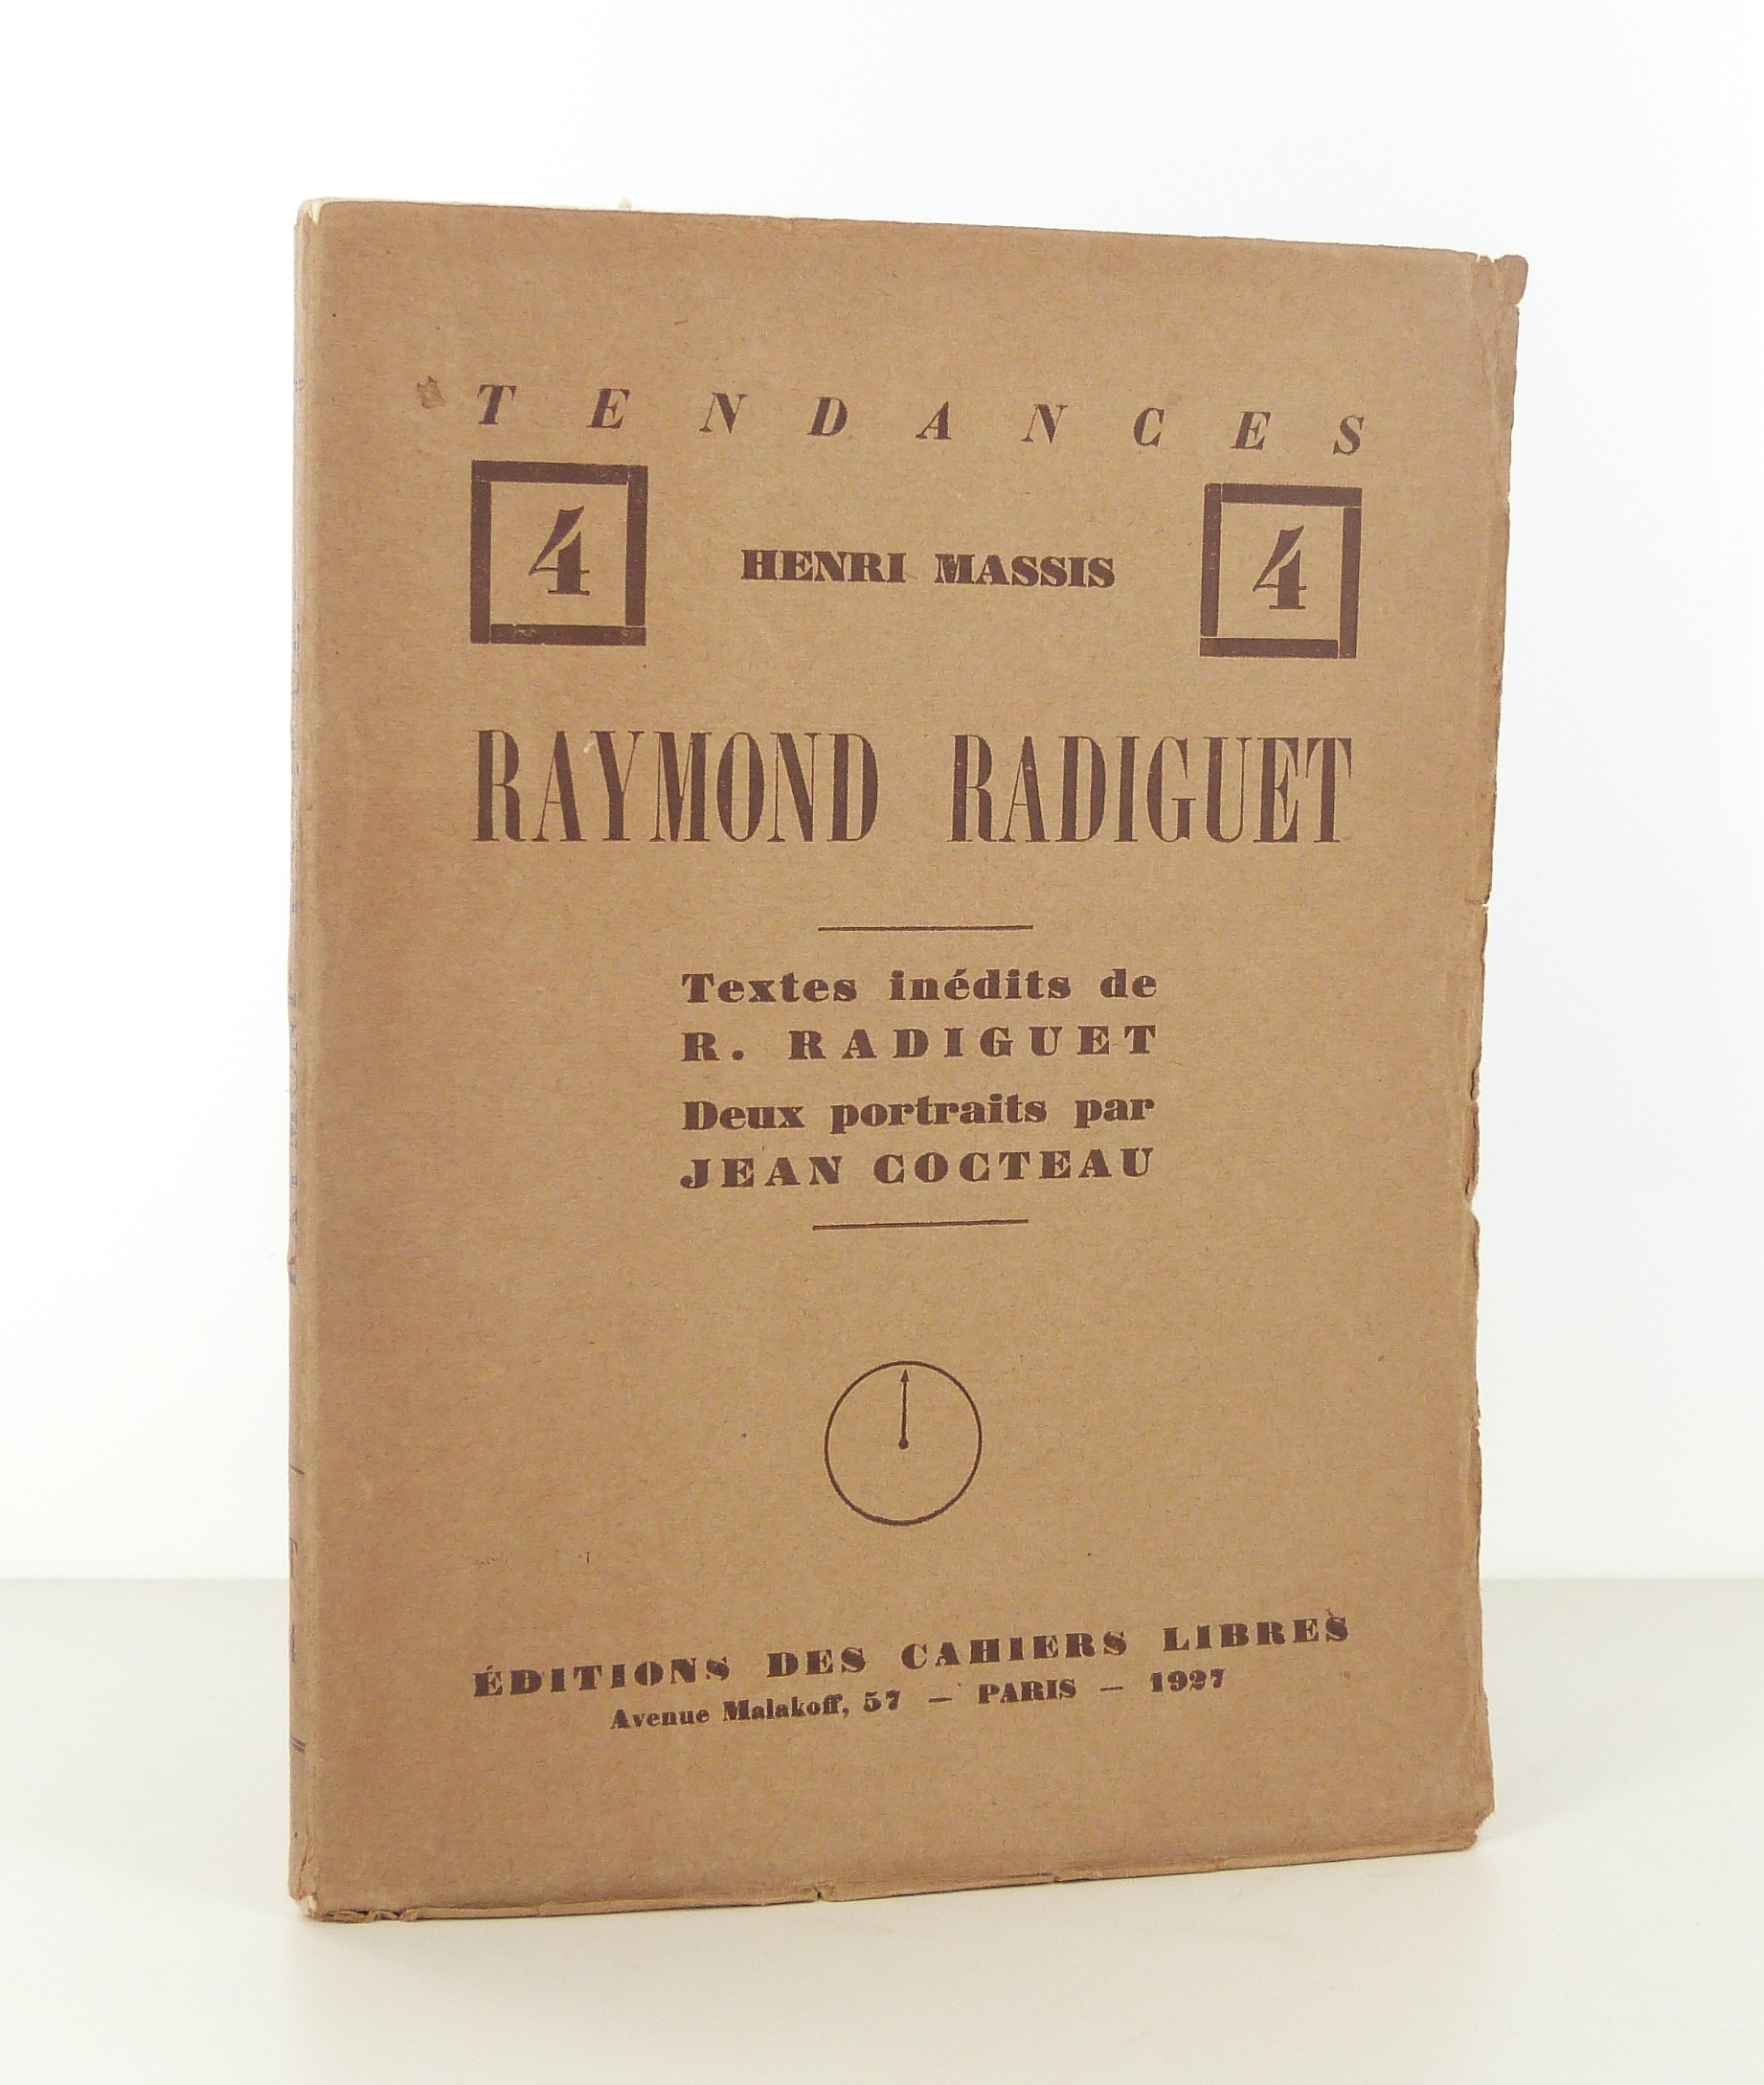 TENDANCES
4 HENRI MASSIS 4
RAYMOND RADIGUET
Textes inédits de
R. RADIGUET
Deux portraits par
JEAN COCTEAU
ÉDITIONS DES CAHIERS LIBRES
Avenue Malakoff, 57 — PARIS — 1927